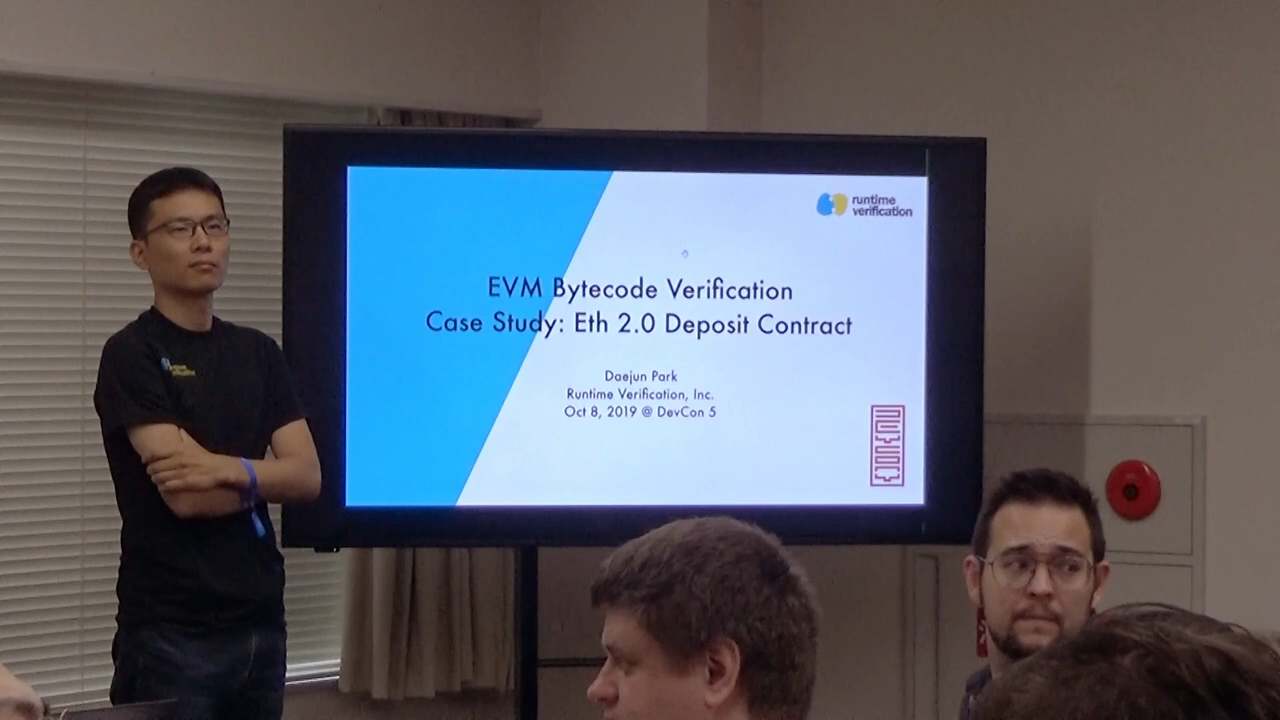 runtime
verification
EVM Bytecode Verification
Case Study: Eth 2.0 Deposit Contract
Daejun Park
Runtime Verification, Inc.
Oct 8, 2019 @ DevCon 5